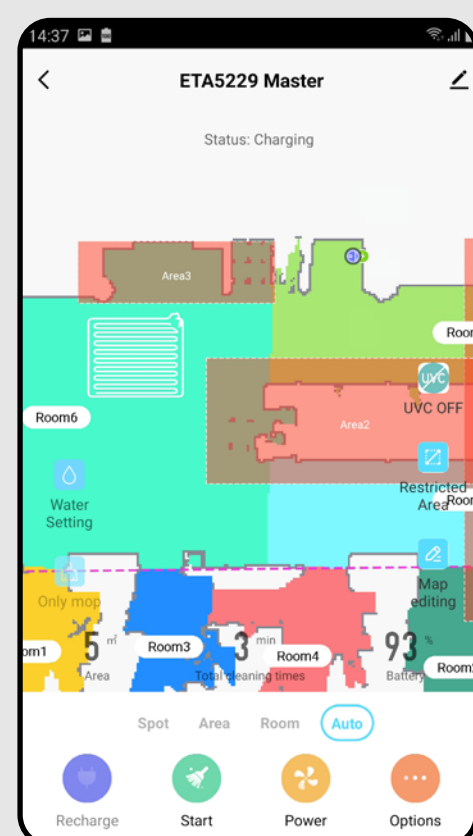 14:37
ETA5229 Master
Status: Charging
Area3
UVC
UVC OFF
Room6
Area2
Water
Setting
Restricted
Area
Only mop
Map
editing
5 ㎡
Area
Room3
3 min
Total cleaning times
Room4
93 %
Battery
Spot Area Room Auto
Recharge Start Power Options